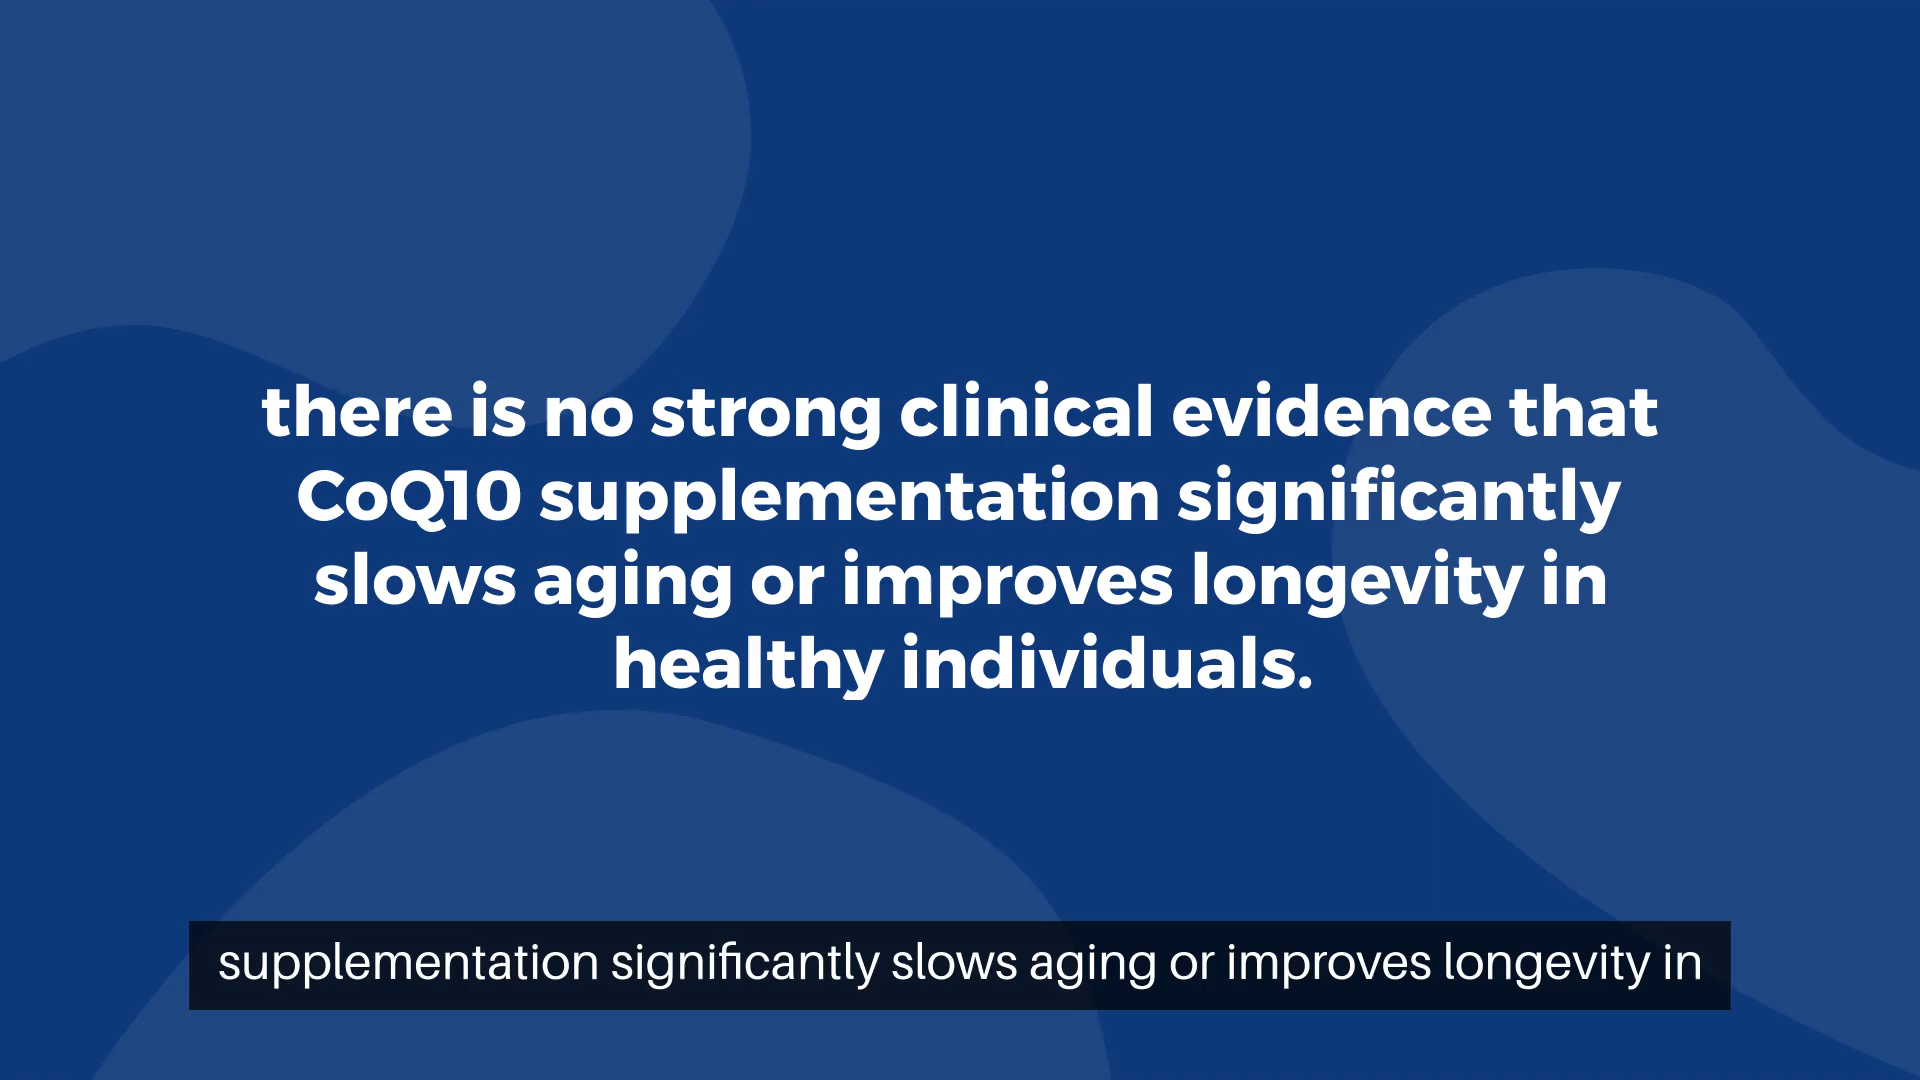 there is no strong clinical evidence that
CoQ10 supplementation significantly
slows aging or improves longevity in
healthy individuals.
supplementation significantly slows aging or improves longevity in